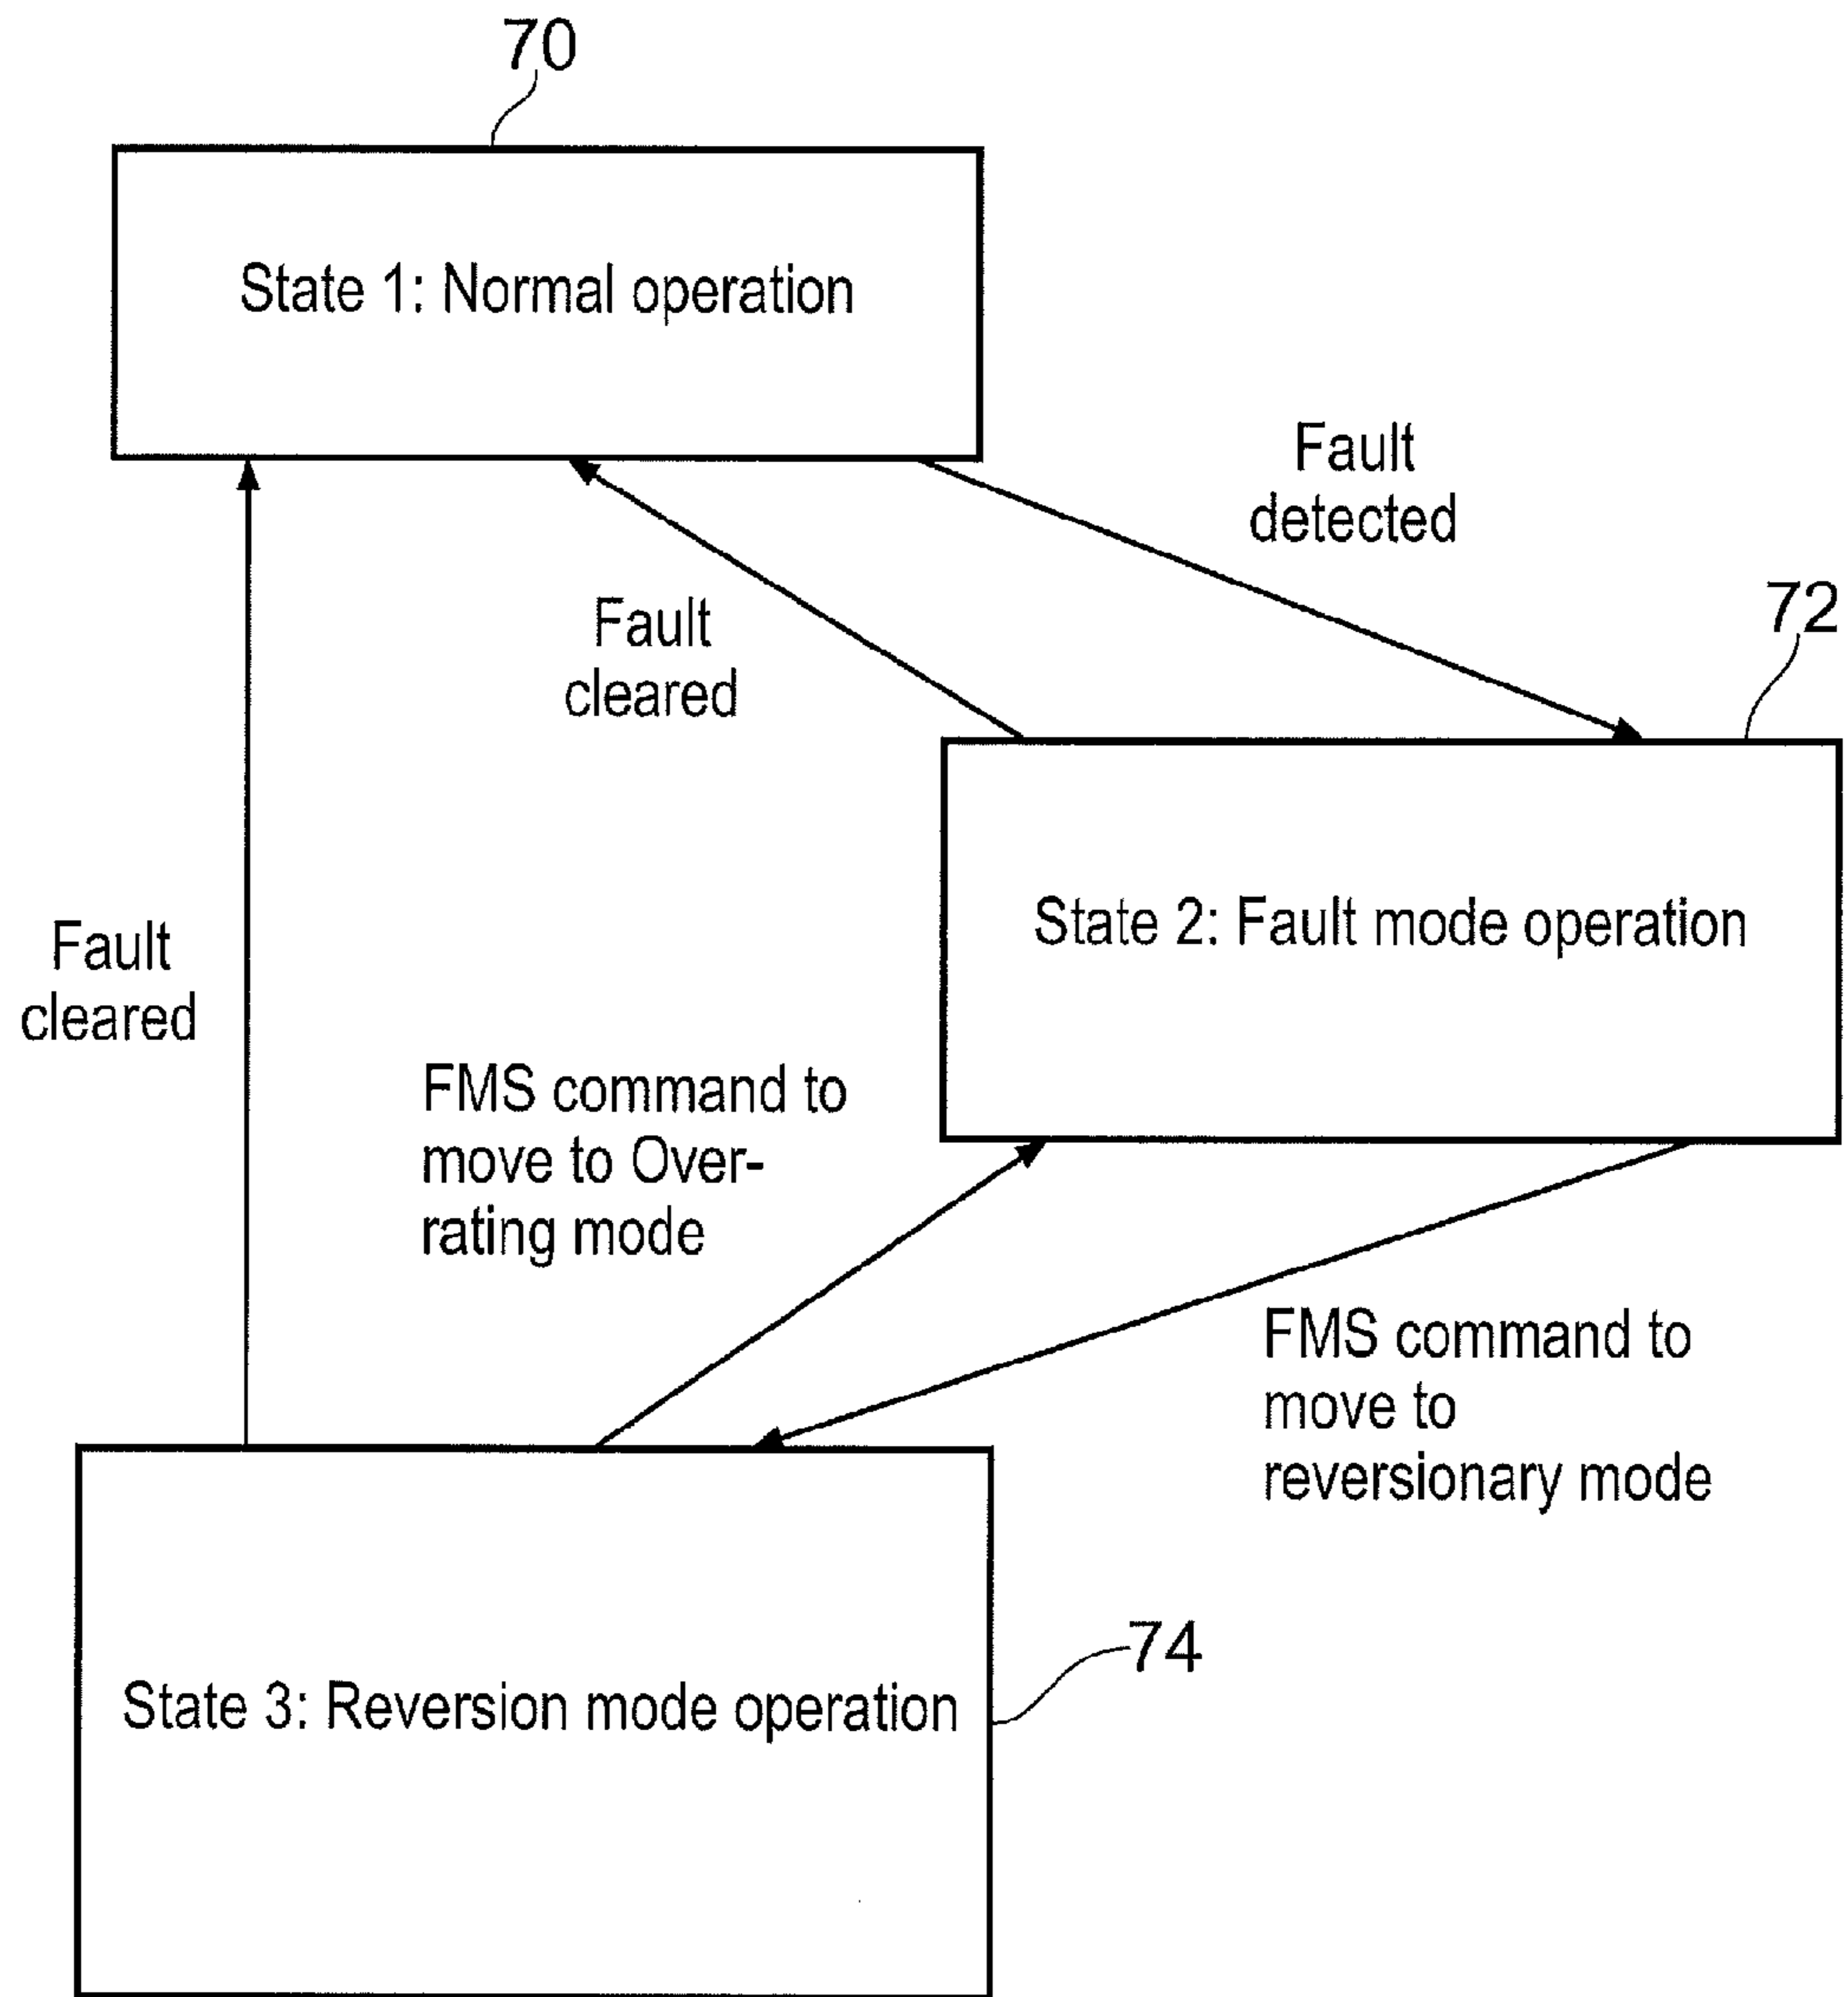 70
State 1: Normal operation
Fault
detected
Fault
cleared
72
State 2: Fault mode operation
Fault
cleared
FMS command to
move to Over-
rating mode
FMS command to
move to
reversionary mode
74
State 3: Reversion mode operation